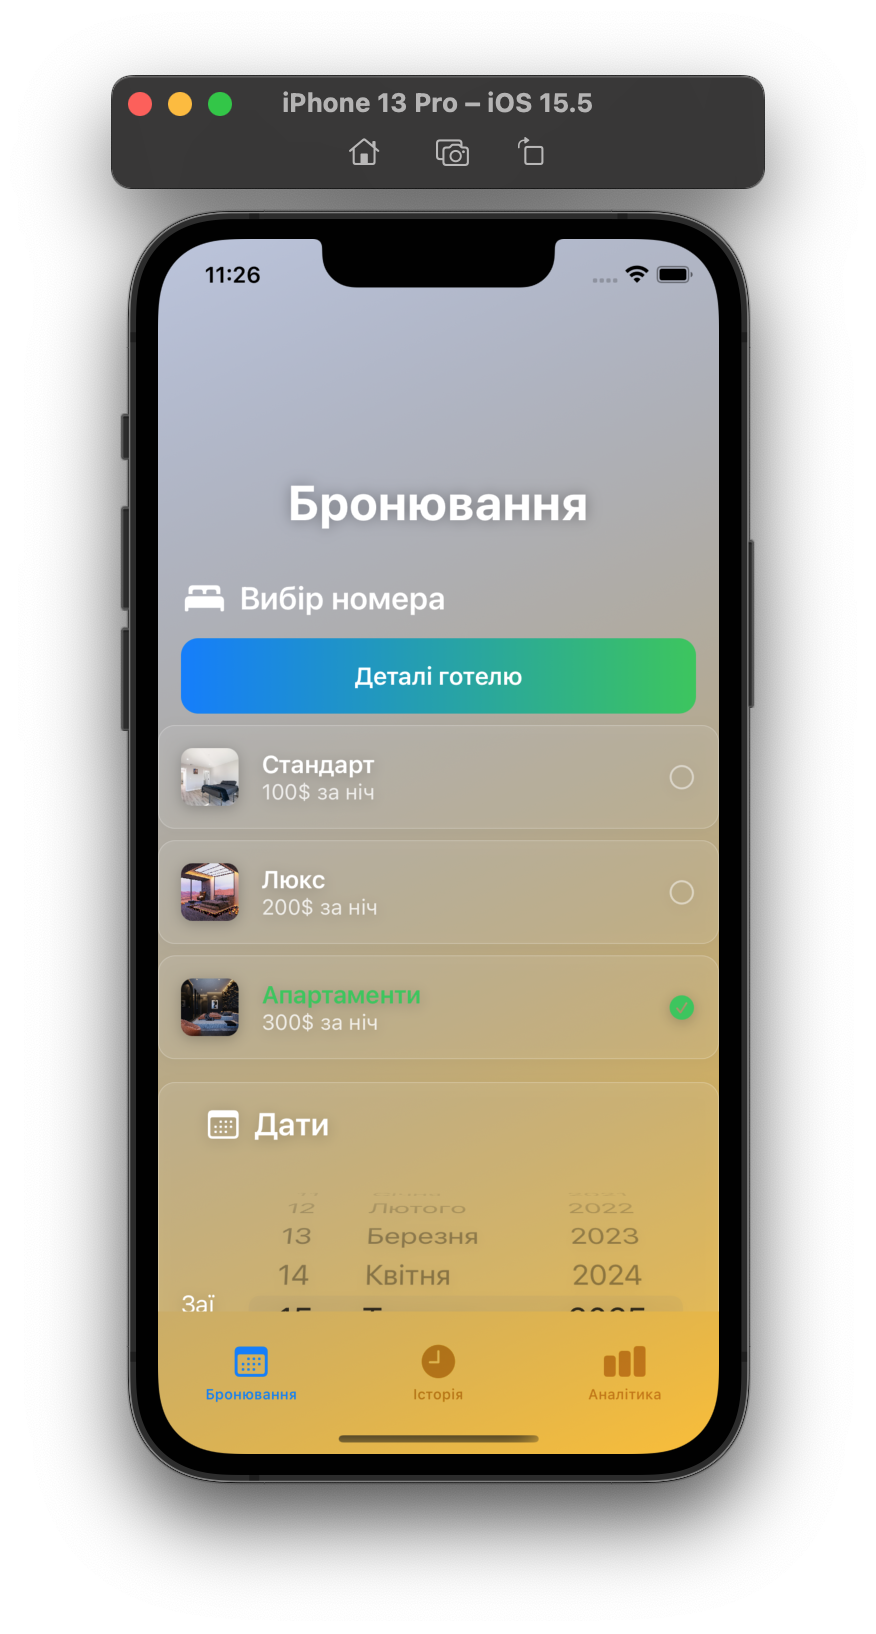 iPhone 13 Pro – iOS 15.5
11:26
Бронювання
Вибір номера
Деталі готелю
Стандарт
100$ за ніч
Люкс
200$ за ніч
Апартаменти
300$ за ніч
Дати
12 Лютого 2022
13 Березня 2023
14 Квітня 2024
Заї
Бронювання
Історія
Аналітика